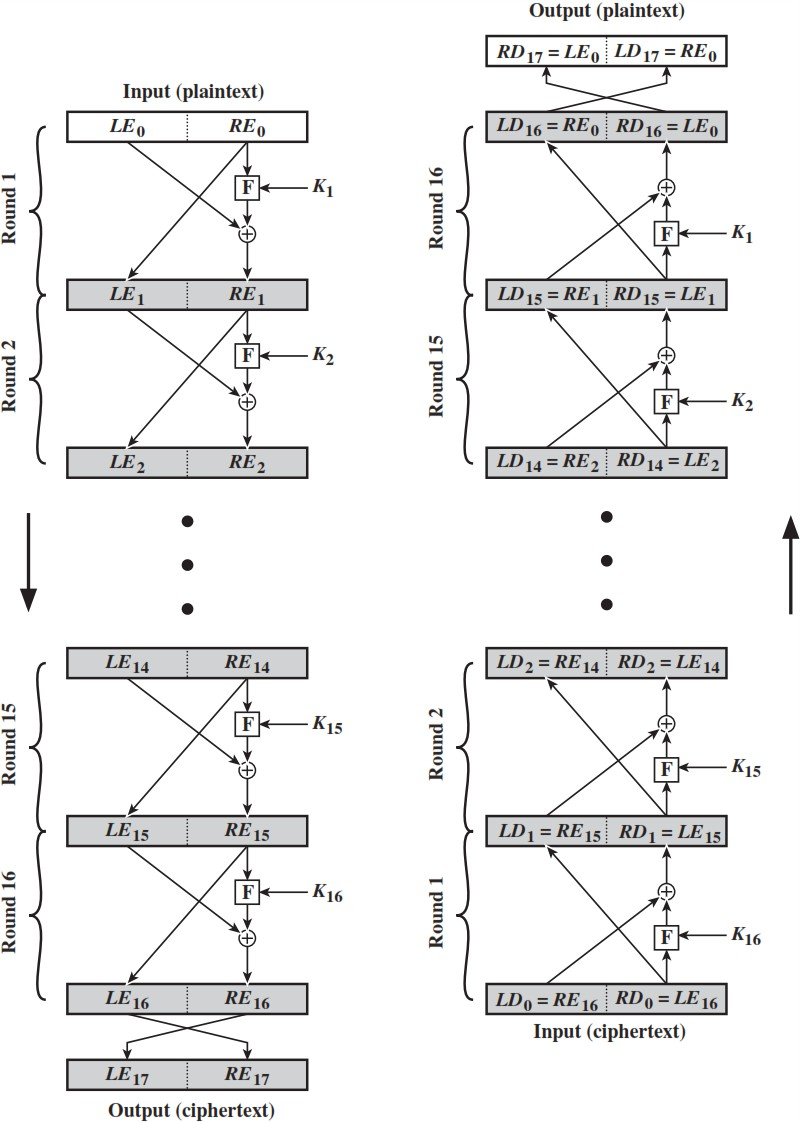 Input (plaintext)
LE0 RE0
Round 1
F K1
+
LE1 RE1
Round 2
F K2
+
LE2 RE2
LE14 RE14
Round 15
F K15
+
LE15 RE15
Round 16
F K16
+
LE16 RE16
LE17 RE17
Output (ciphertext)
Output (plaintext)
RD17 = LE0 LD17 = RE0
LD16 = RE0 RD16 = LE0
Round 16
+
F K1
LD15 = RE1 RD15 = LE1
Round 15
+
F K2
LD14 = RE2 RD14 = LE2
LD2 = RE14 RD2 = LE14
Round 2
+
F K15
LD1 = RE15 RD1 = LE15
Round 1
+
F K16
LD0 = RE16 RD0 = LE16
Input (ciphertext)